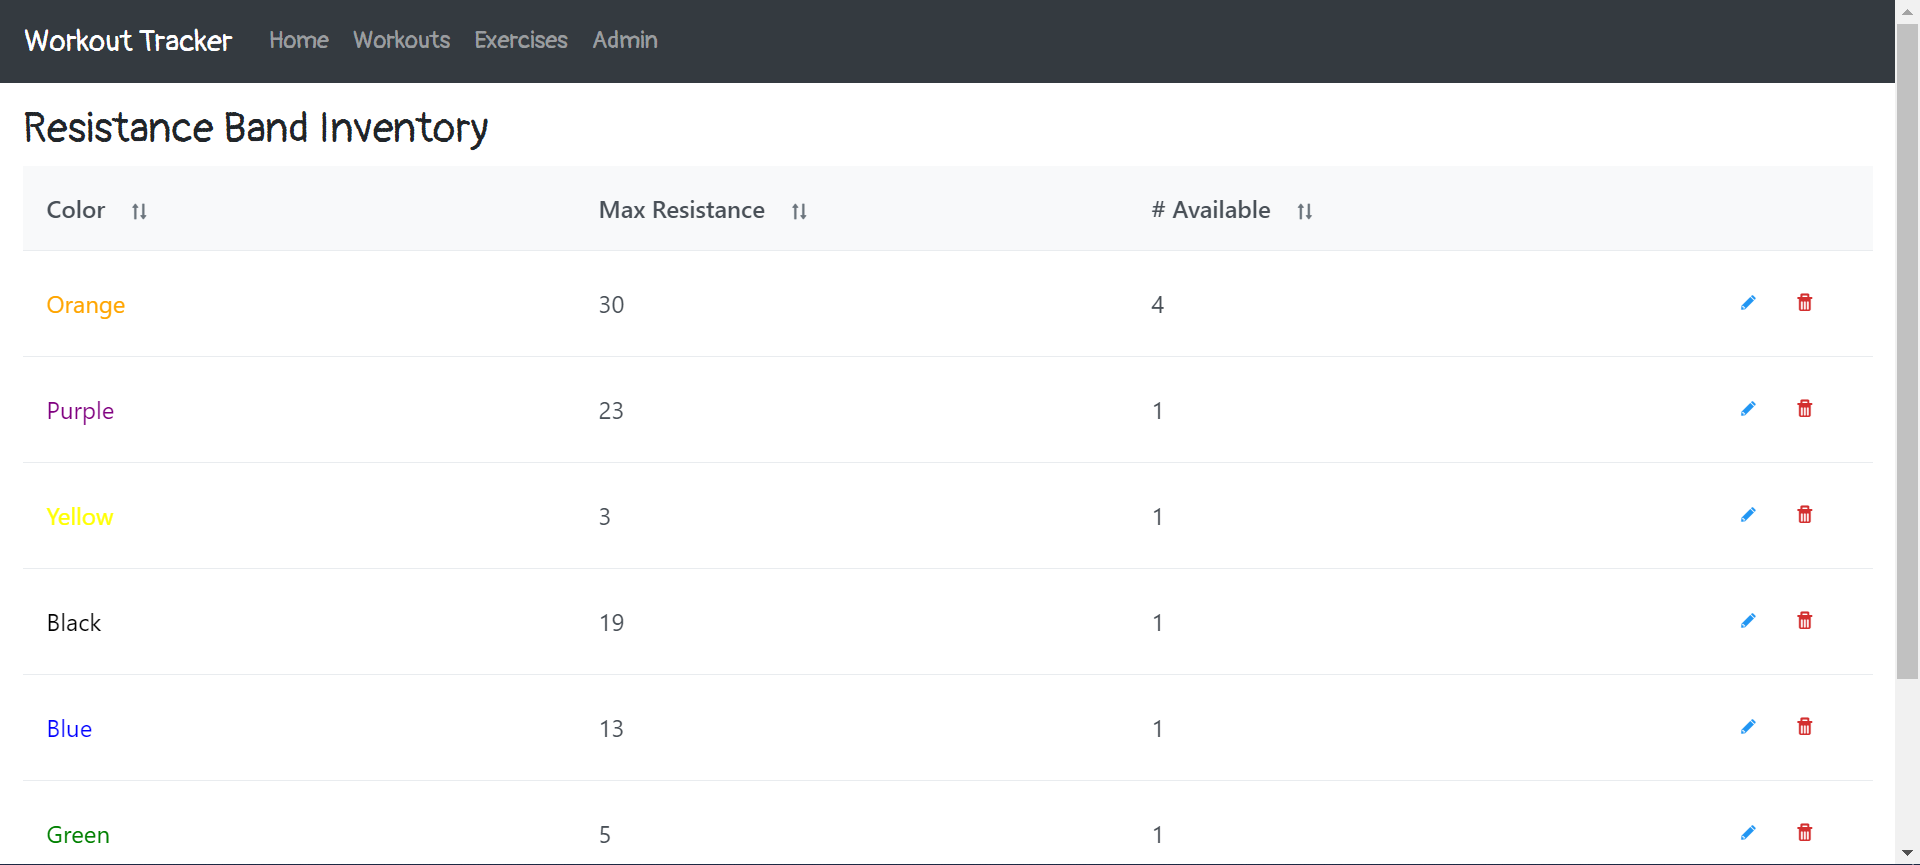 Workout Tracker Home Workouts Exercises Admin
Resistance Band Inventory
Color Max Resistance # Available
Orange 30 4
Purple 23 1
Yellow 3 1
Black 19 1
Blue 13 1
Green 5 1